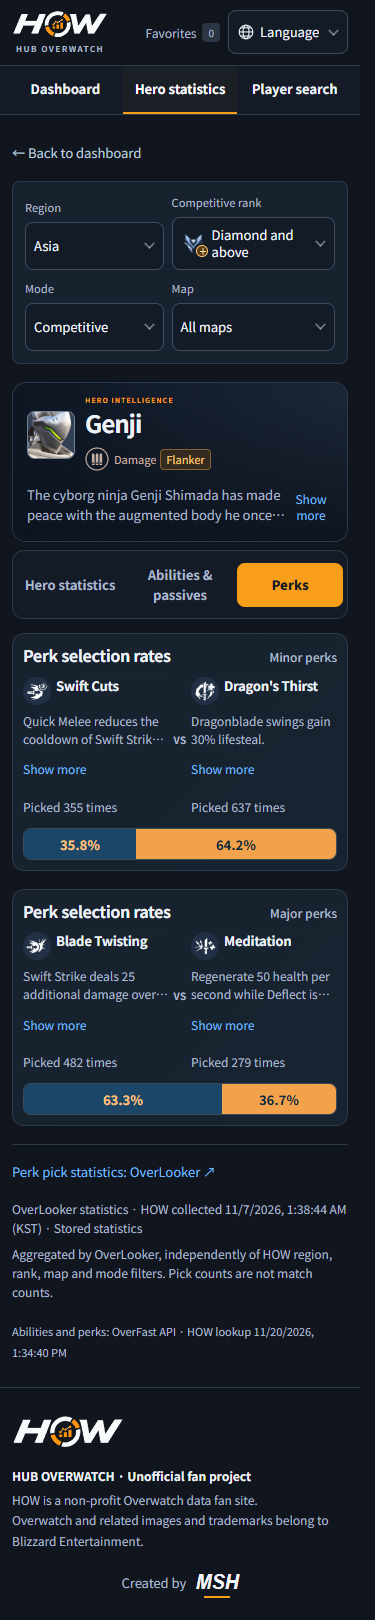 HOW
HUB OVERWATCH
Favorites 0
Language
Dashboard Hero statistics Player search
← Back to dashboard
Region Competitive rank
Asia Diamond and above
Mode Map
Competitive All maps
HERO INTELLIGENCE
Genji
Damage Flanker
The cyborg ninja Genji Shimada has made
peace with the augmented body he once…
Show more
Hero statistics
Abilities & passives
Perks
Perk selection rates Minor perks
Swift Cuts
Quick Melee reduces the
cooldown of Swift Strik…
Show more
Picked 355 times
VS
Dragon's Thirst
Dragonblade swings gain
30% lifesteal.
Show more
Picked 637 times
35.8% 64.2%
Perk selection rates Major perks
Blade Twisting
Swift Strike deals 25
additional damage over…
Show more
Picked 482 times
VS
Meditation
Regenerate 50 health per
second while Deflect is…
Show more
Picked 279 times
63.3% 36.7%
Perk pick statistics: OverLooker ↗
OverLooker statistics · HOW collected 11/7/2026, 1:38:44 AM
(KST) · Stored statistics
Aggregated by OverLooker, independently of HOW region,
rank, map and mode filters. Pick counts are not match
counts.
Abilities and perks: OverFast API · HOW lookup 11/20/2026,
1:34:40 PM
HOW
HUB OVERWATCH · Unofficial fan project
HOW is a non-profit Overwatch data fan site.
Overwatch and related images and trademarks belong to
Blizzard Entertainment.
Created by MSH